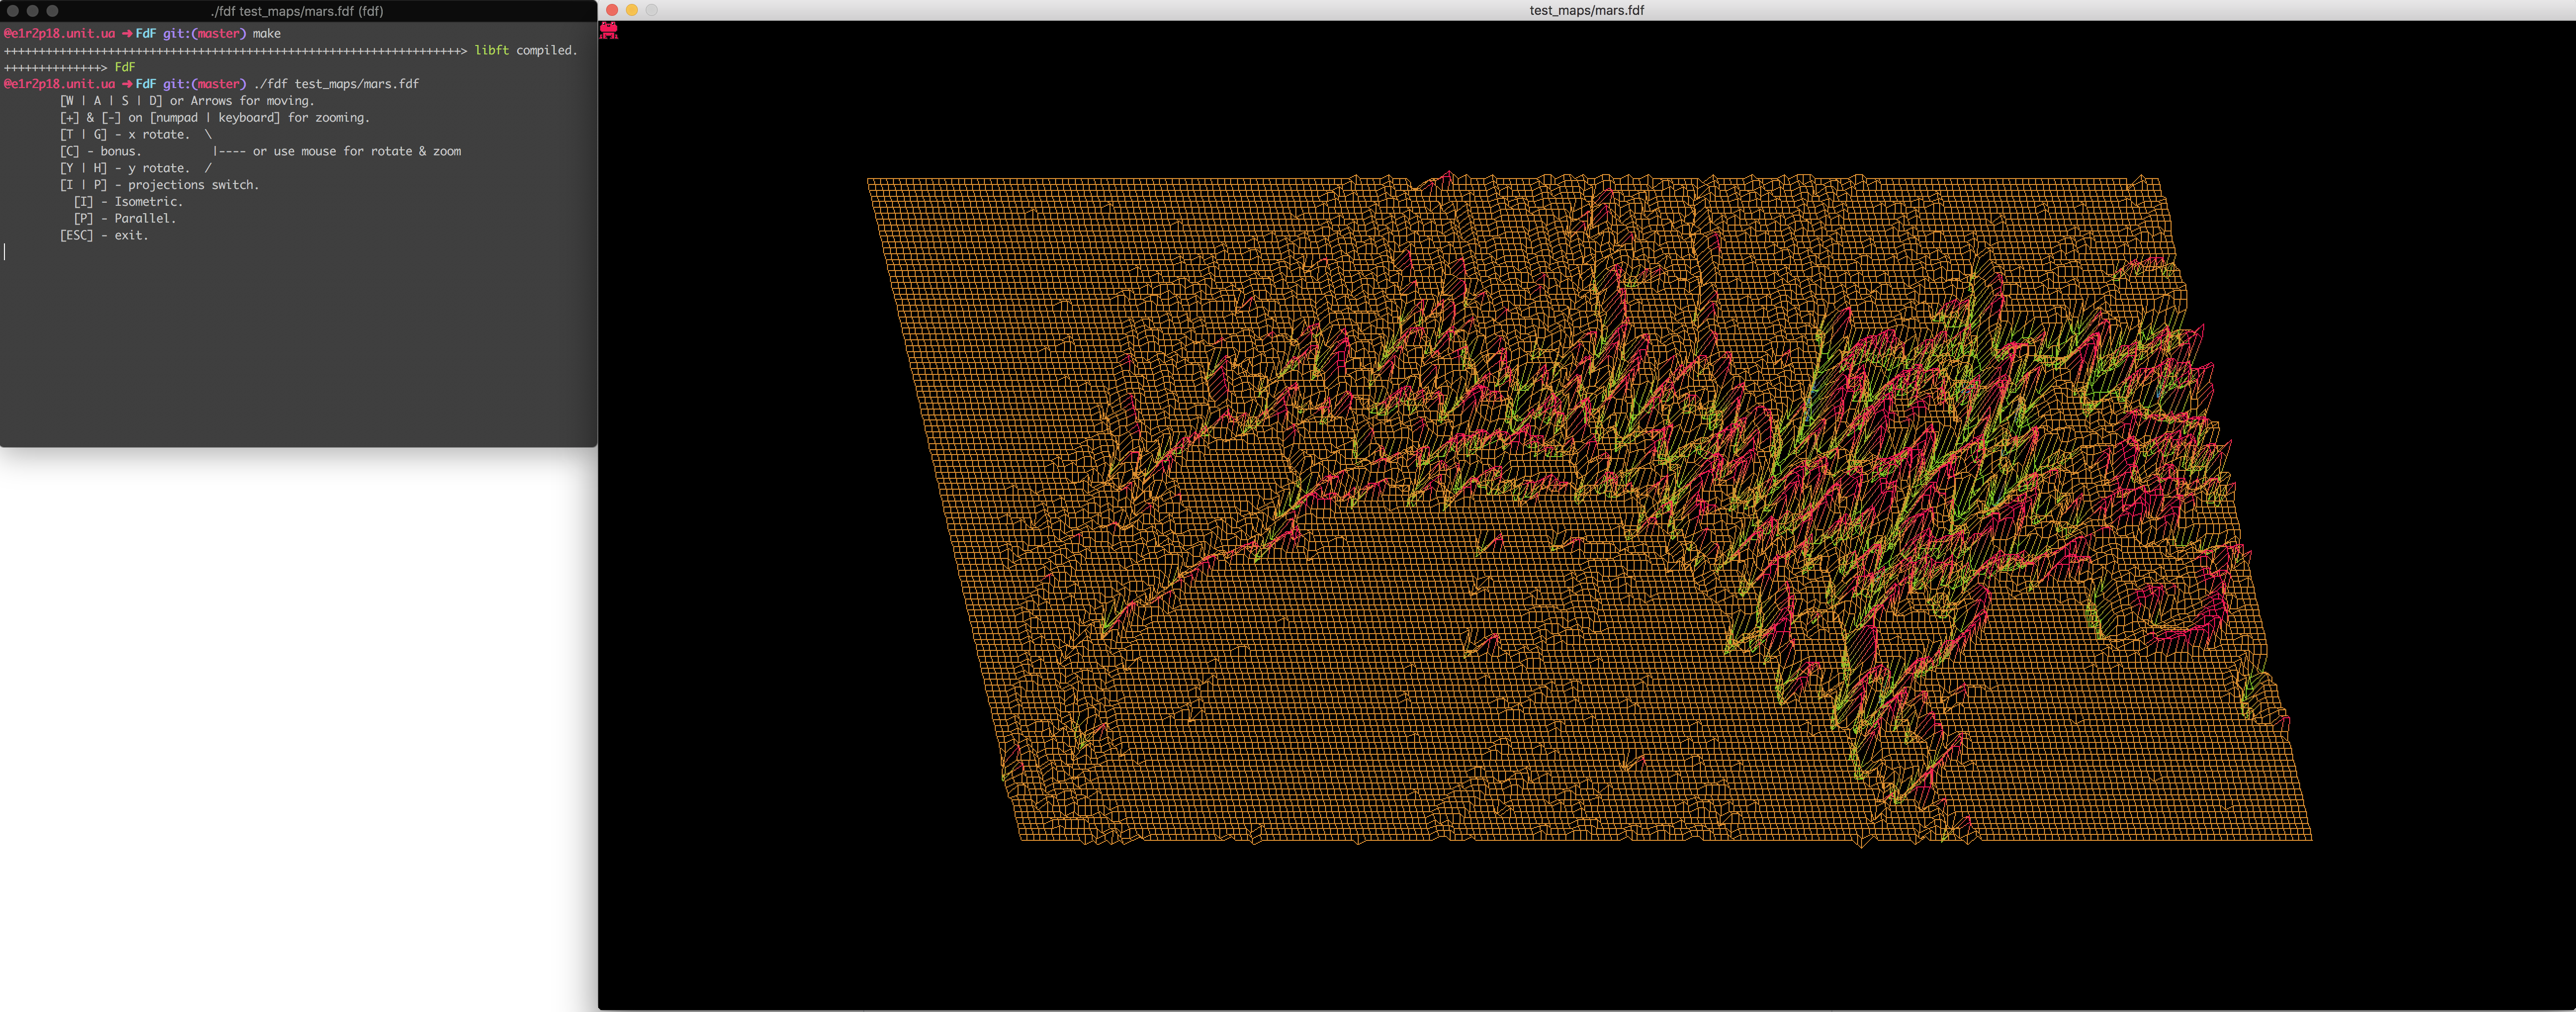 ./fdf test_maps/mars.fdf (fdf)
@e1r2p18.unit.ua ➜ FdF git:(master) make
++++++++++++++++++++++++++++++++++++++++++++++++++++++++++++++++++> libft compiled.
++++++++++++++> FdF
@e1r2p18.unit.ua ➜ FdF git:(master) ./fdf test_maps/mars.fdf
[W | A | S | D] or Arrows for moving.
[+] & [-] on [numpad | keyboard] for zooming.
[T | G] - x rotate. \
[C] - bonus. |---- or use mouse for rotate & zoom
[Y | H] - y rotate. /
[I | P] - projections switch.
[I] - Isometric.
[P] - Parallel.
[ESC] - exit.
test_maps/mars.fdf